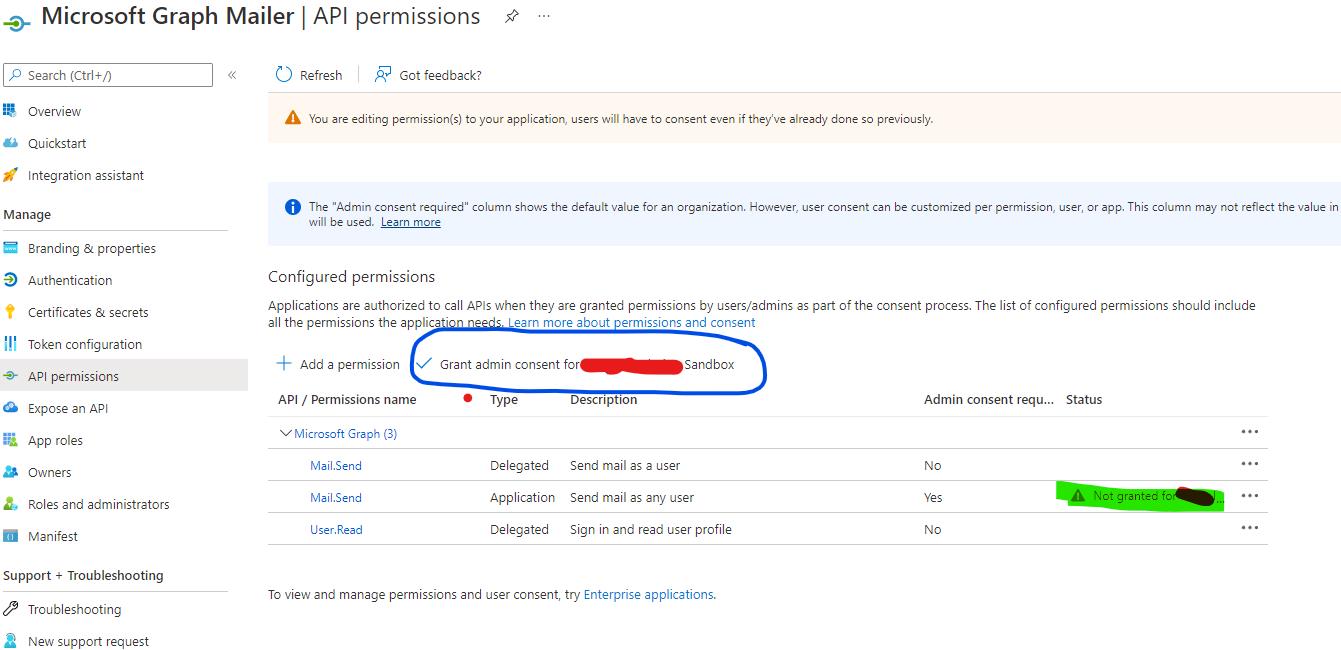 Microsoft Graph Mailer | API permissions ...
Search (Ctrl+/) «
Refresh Got feedback?
Overview
Quickstart
Integration assistant
Manage
Branding & properties
Authentication
Certificates & secrets
Token configuration
API permissions
Expose an API
App roles
Owners
Roles and administrators
Manifest
Support + Troubleshooting
Troubleshooting
New support request
You are editing permission(s) to your application, users will have to consent even if they've already done so previously.
The "Admin consent required" column shows the default value for an organization. However, user consent can be customized per permission, user, or app. This column may not reflect the value in
will be used. Learn more
Configured permissions
Applications are authorized to call APIs when they are granted permissions by users/admins as part of the consent process. The list of configured permissions should include
all the permissions the application needs. Learn more about permissions and consent
Add a permission Grant admin consent for Sandbox
API / Permissions name Type Description Admin consent requ... Status
Microsoft Graph (3) ...
Mail.Send Delegated Send mail as a user No ...
Mail.Send Application Send mail as any user Yes Not granted for ... ...
User.Read Delegated Sign in and read user profile No ...
To view and manage permissions and user consent, try Enterprise applications.